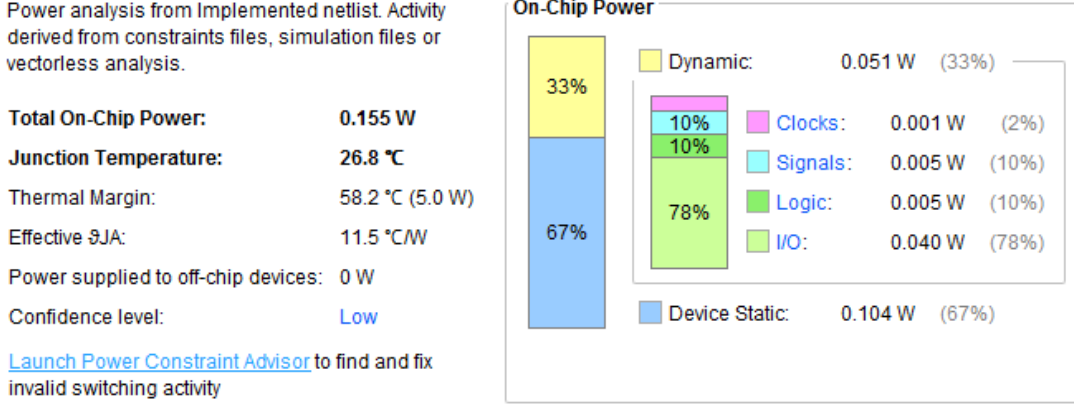 Power analysis from Implemented netlist. Activity
derived from constraints files, simulation files or
vectorless analysis.
Total On-Chip Power: 0.155 W
Junction Temperature: 26.8 °C
Thermal Margin: 58.2 °C (5.0 W)
Effective ϑJA: 11.5 °C/W
Power supplied to off-chip devices: 0 W
Confidence level: Low
Launch Power Constraint Advisor to find and fix
invalid switching activity
On-Chip Power
33%
67%
Dynamic: 0.051 W (33%)
10%
10%
78%
Clocks: 0.001 W (2%)
Signals: 0.005 W (10%)
Logic: 0.005 W (10%)
I/O: 0.040 W (78%)
Device Static: 0.104 W (67%)